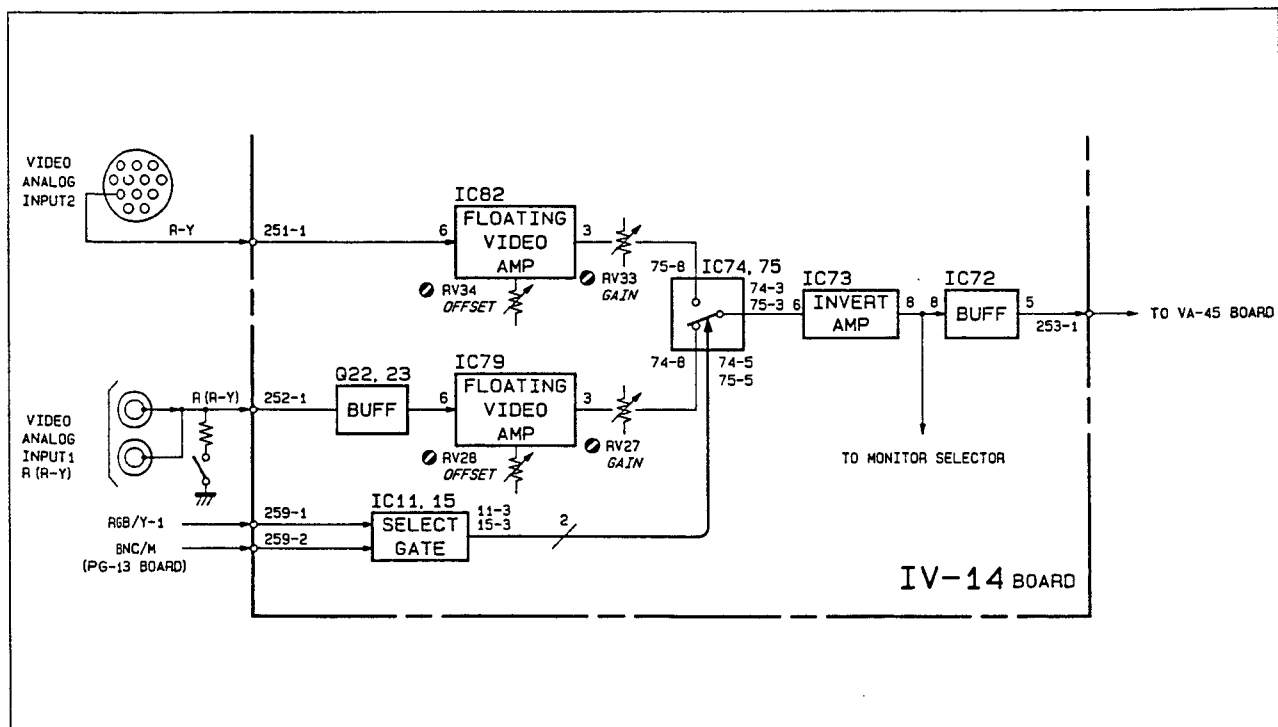 VIDEO
ANALOG
INPUT2
R-Y
251-1
6
IC82
FLOATING
VIDEO
AMP
3
RV34
OFFSET
RV33
GAIN
75-8
IC74, 75
74-3
75-3
6
IC73
INVERT
AMP
8
8
IC72
BUFF
5
253-1
TO VA-45 BOARD
74-8
74-5
75-5
VIDEO
ANALOG
INPUT1
R (R-Y)
R (R-Y)
252-1
Q22, 23
BUFF
6
IC79
FLOATING
VIDEO
AMP
3
RV28
OFFSET
RV27
GAIN
TO MONITOR SELECTOR
RGB/Y-1
259-1
BNC/M
259-2
(PG-13 BOARD)
IC11, 15
SELECT
GATE
11-3
15-3
2
IV-14 BOARD